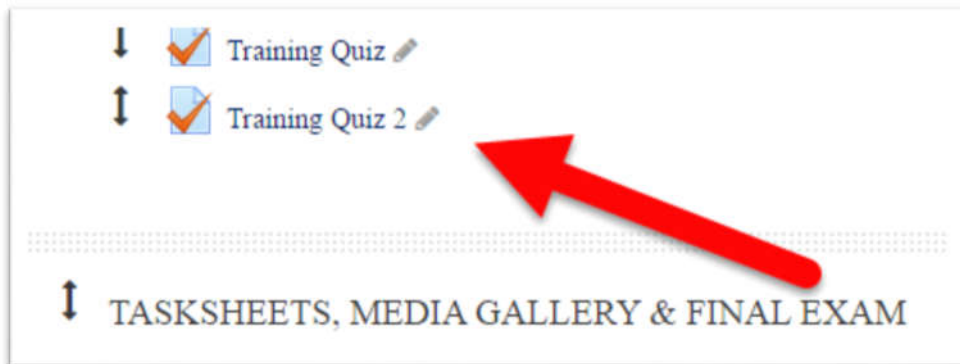 Training Quiz
Training Quiz 2
TASKSHEETS, MEDIA GALLERY & FINAL EXAM